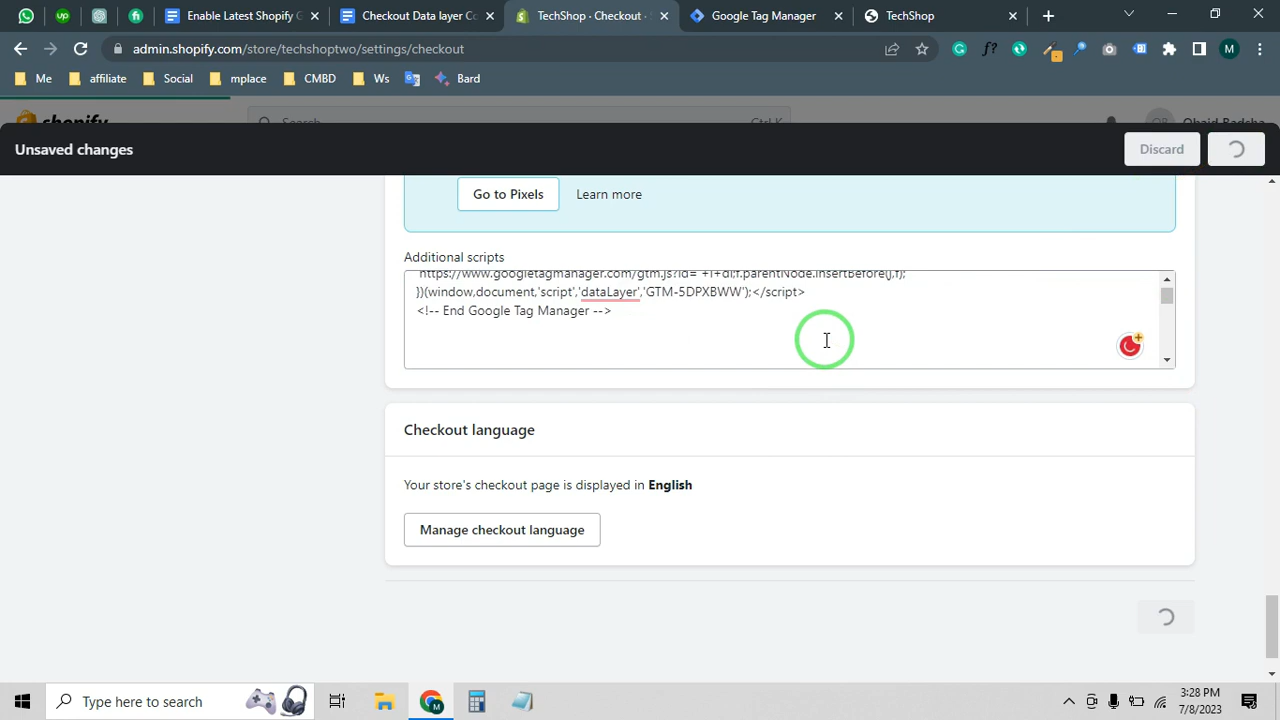 Enable Latest Shopify G
Checkout Data layer Co
TechShop · Checkout · S
Google Tag Manager
TechShop
admin.shopify.com/store/techshoptwo/settings/checkout
Me
affiliate
Social
mplace
CMBD
Ws
Bard
shopify
Search
Ctrl K
Obaid Badsha
Unsaved changes
Discard
Go to Pixels
Learn more
Additional scripts
'https://www.googletagmanager.com/gtm.js?id='+i+dl;f.parentNode.insertBefore(j,f);
})(window,document,'script','dataLayer','GTM-5DPXBWW');</script>
<!-- End Google Tag Manager -->
Checkout language
Your store's checkout page is displayed in English
Manage checkout language
Type here to search
3:28 PM
7/8/2023